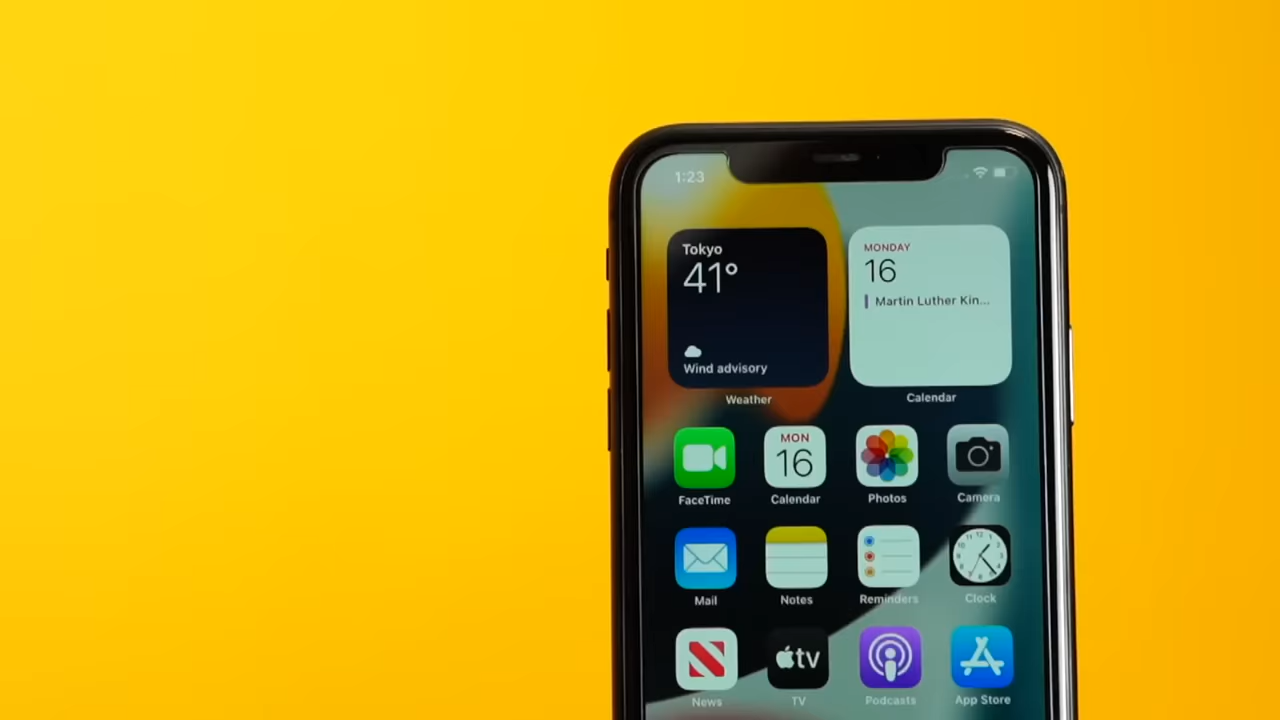 1:23
Tokyo
41°
Wind advisory
Weather
MONDAY
16
Martin Luther Kin...
Calendar
MON
16
FaceTime
Calendar
Photos
Camera
Mail
Notes
Reminders
Clock
tv
News
TV
Podcasts
App Store